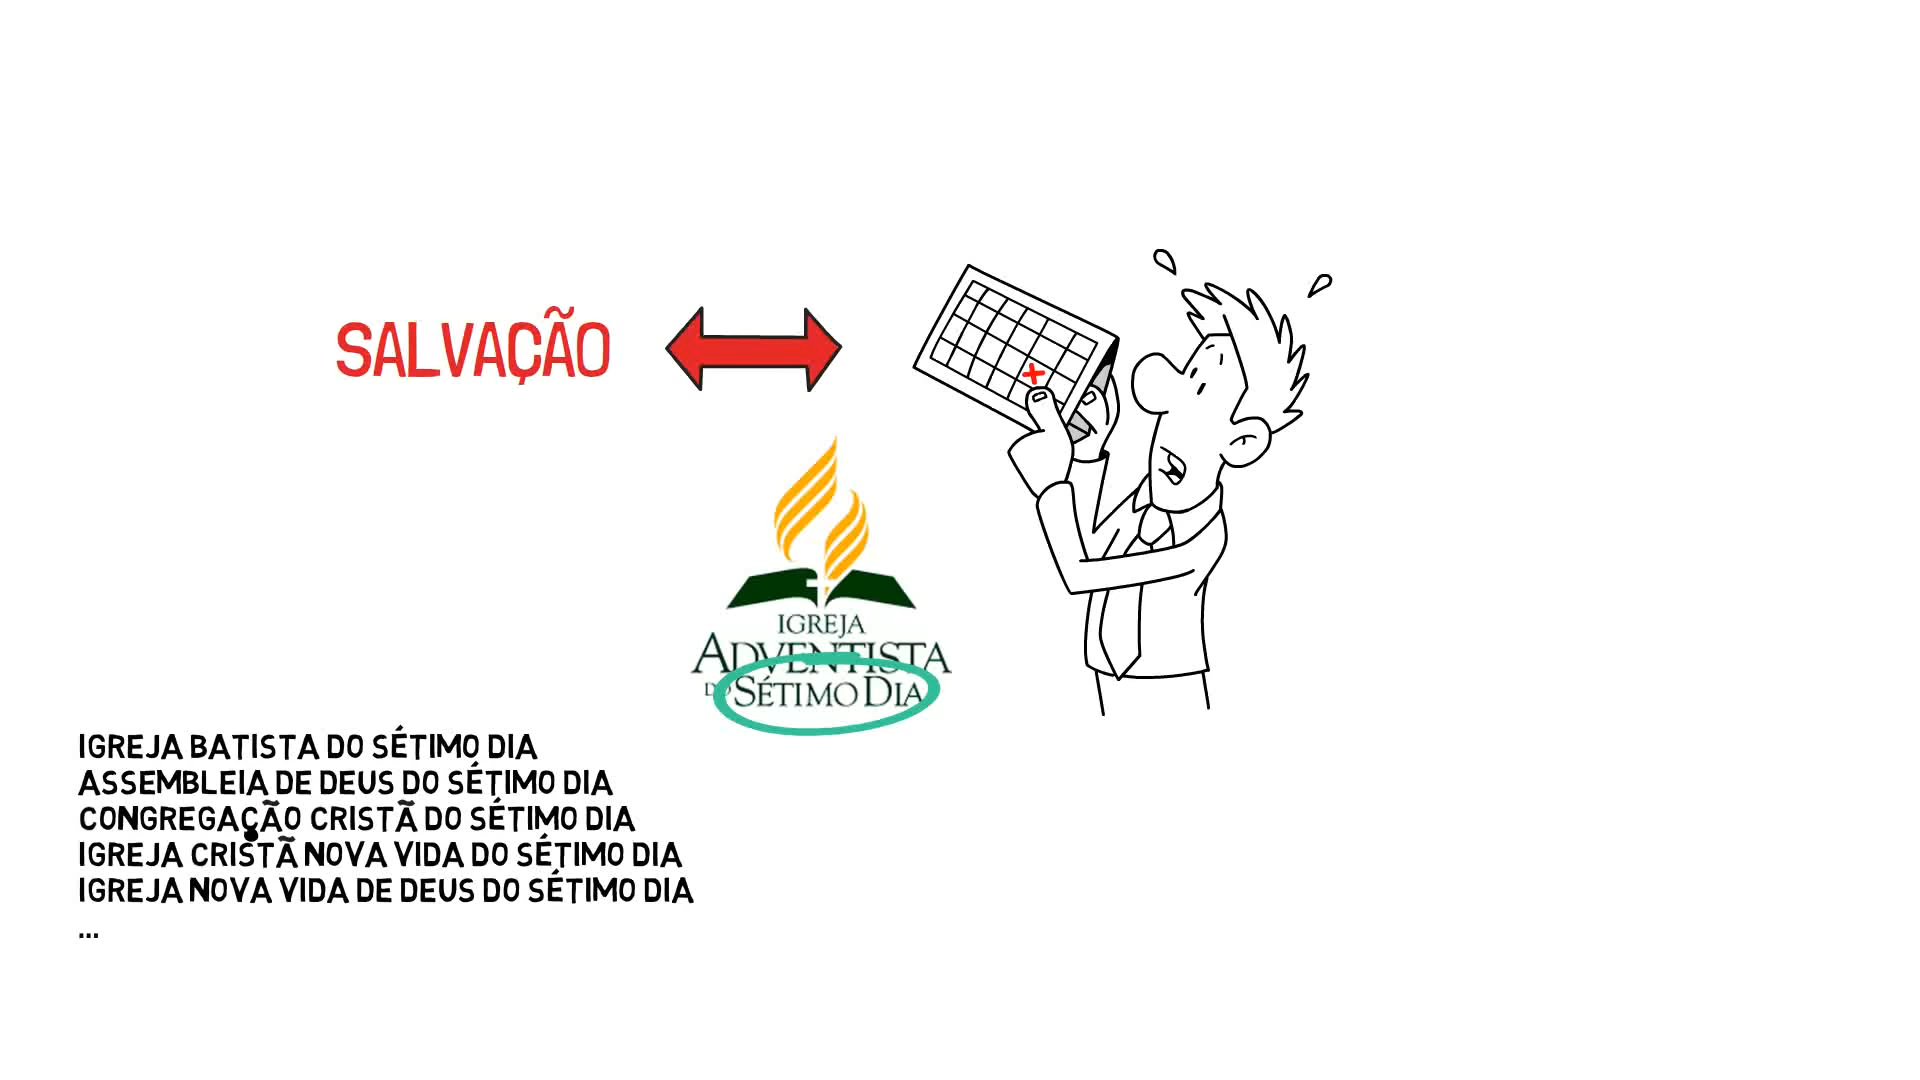 SALVAÇÃO
IGREJA
ADVENTISTA
DO SÉTIMO DIA
IGREJA BATISTA DO SÉTIMO DIA
ASSEMBLEIA DE DEUS DO SÉTIMO DIA
CONGREGAÇÃO CRISTÃ DO SÉTIMO DIA
IGREJA CRISTÃ NOVA VIDA DO SÉTIMO DIA
IGREJA NOVA VIDA DE DEUS DO SÉTIMO DIA
...